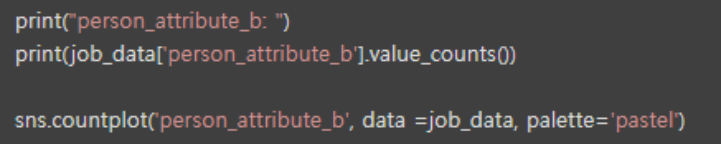 print("person_attribute_b: ")
print(job_data['person_attribute_b'].value_counts())
sns.countplot('person_attribute_b', data =job_data, palette='pastel')